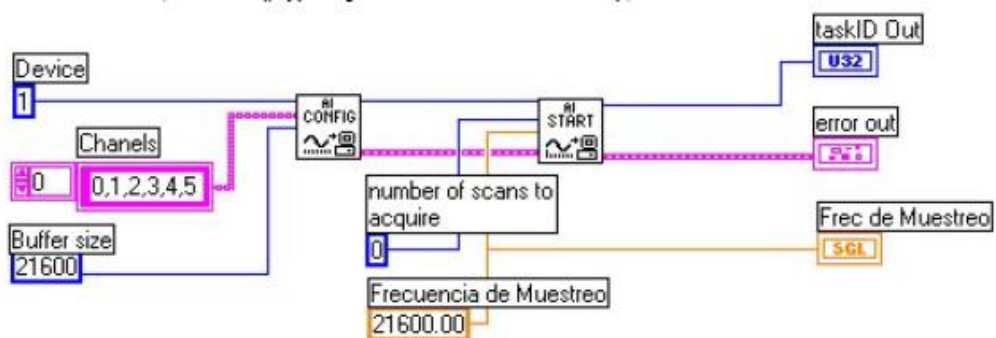 taskID Out
U32
Device
1
AI
CONFIG
AI
START
error out
Chanels
0
0,1,2,3,4,5
number of scans to
acquire
0
Frec de Muestreo
SGL
Buffer size
21600
Frecuencia de Muestreo
21600.00